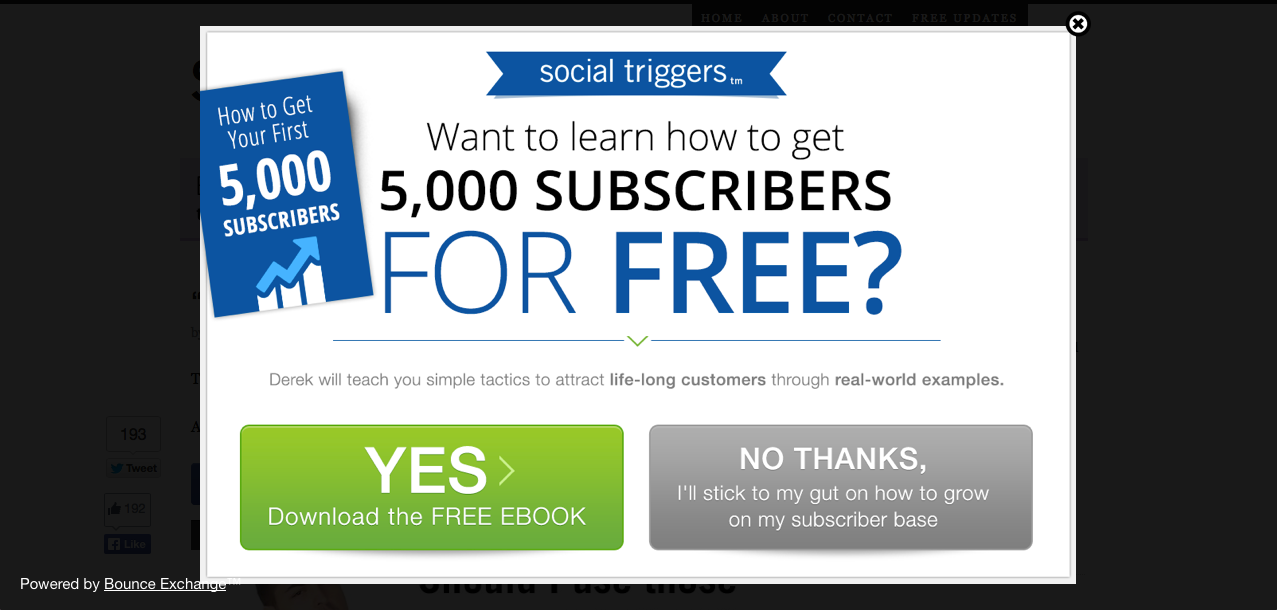 HOME ABOUT CONTACT FREE UPDATES
social triggers tm
How to Get
Your First
5,000
SUBSCRIBERS
Want to learn how to get
5,000 SUBSCRIBERS
FOR FREE?
Derek will teach you simple tactics to attract life-long customers through real-world examples.
YES
Download the FREE EBOOK
NO THANKS,
I'll stick to my gut on how to grow
on my subscriber base
193
Tweet
192
Like
Powered by Bounce Exchange
Should I use those